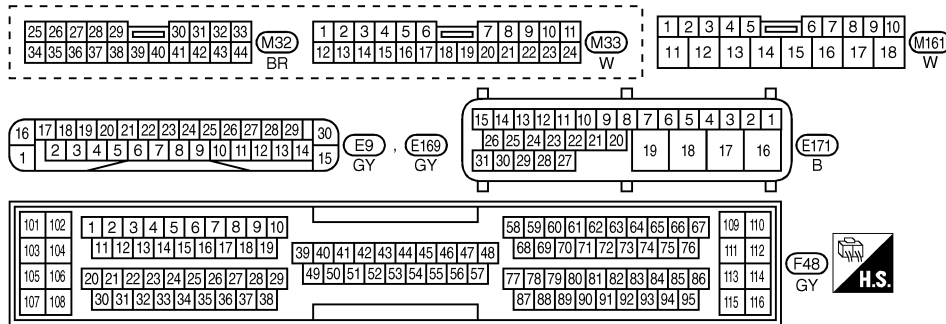 25 26 27 28 29 30 31 32 33
34 35 36 37 38 39 40 41 42 43 44
M32
BR
1 2 3 4 5 6 7 8 9 10 11
12 13 14 15 16 17 18 19 20 21 22 23 24
M33
W
1 2 3 4 5 6 7 8 9 10
11 12 13 14 15 16 17 18
M161
W
16 17 18 19 20 21 22 23 24 25 26 27 28 29 30
1 2 3 4 5 6 7 8 9 10 11 12 13 14 15
E9
GY
,
E169
GY
15 14 13 12 11 10 9 8 7 6 5 4 3 2 1
26 25 24 23 22 21 20
31 30 29 28 27
19 18 17 16
E171
B
101 102
103 104
105 106
107 108
1 2 3 4 5 6 7 8 9 10
11 12 13 14 15 16 17 18 19
20 21 22 23 24 25 26 27 28 29
30 31 32 33 34 35 36 37 38
39 40 41 42 43 44 45 46 47 48
49 50 51 52 53 54 55 56 57
58 59 60 61 62 63 64 65 66 67
68 69 70 71 72 73 74 75 76
77 78 79 80 81 82 83 84 85 86
87 88 89 90 91 92 93 94 95
109 110
111 112
113 114
115 116
F48
GY
H.S.